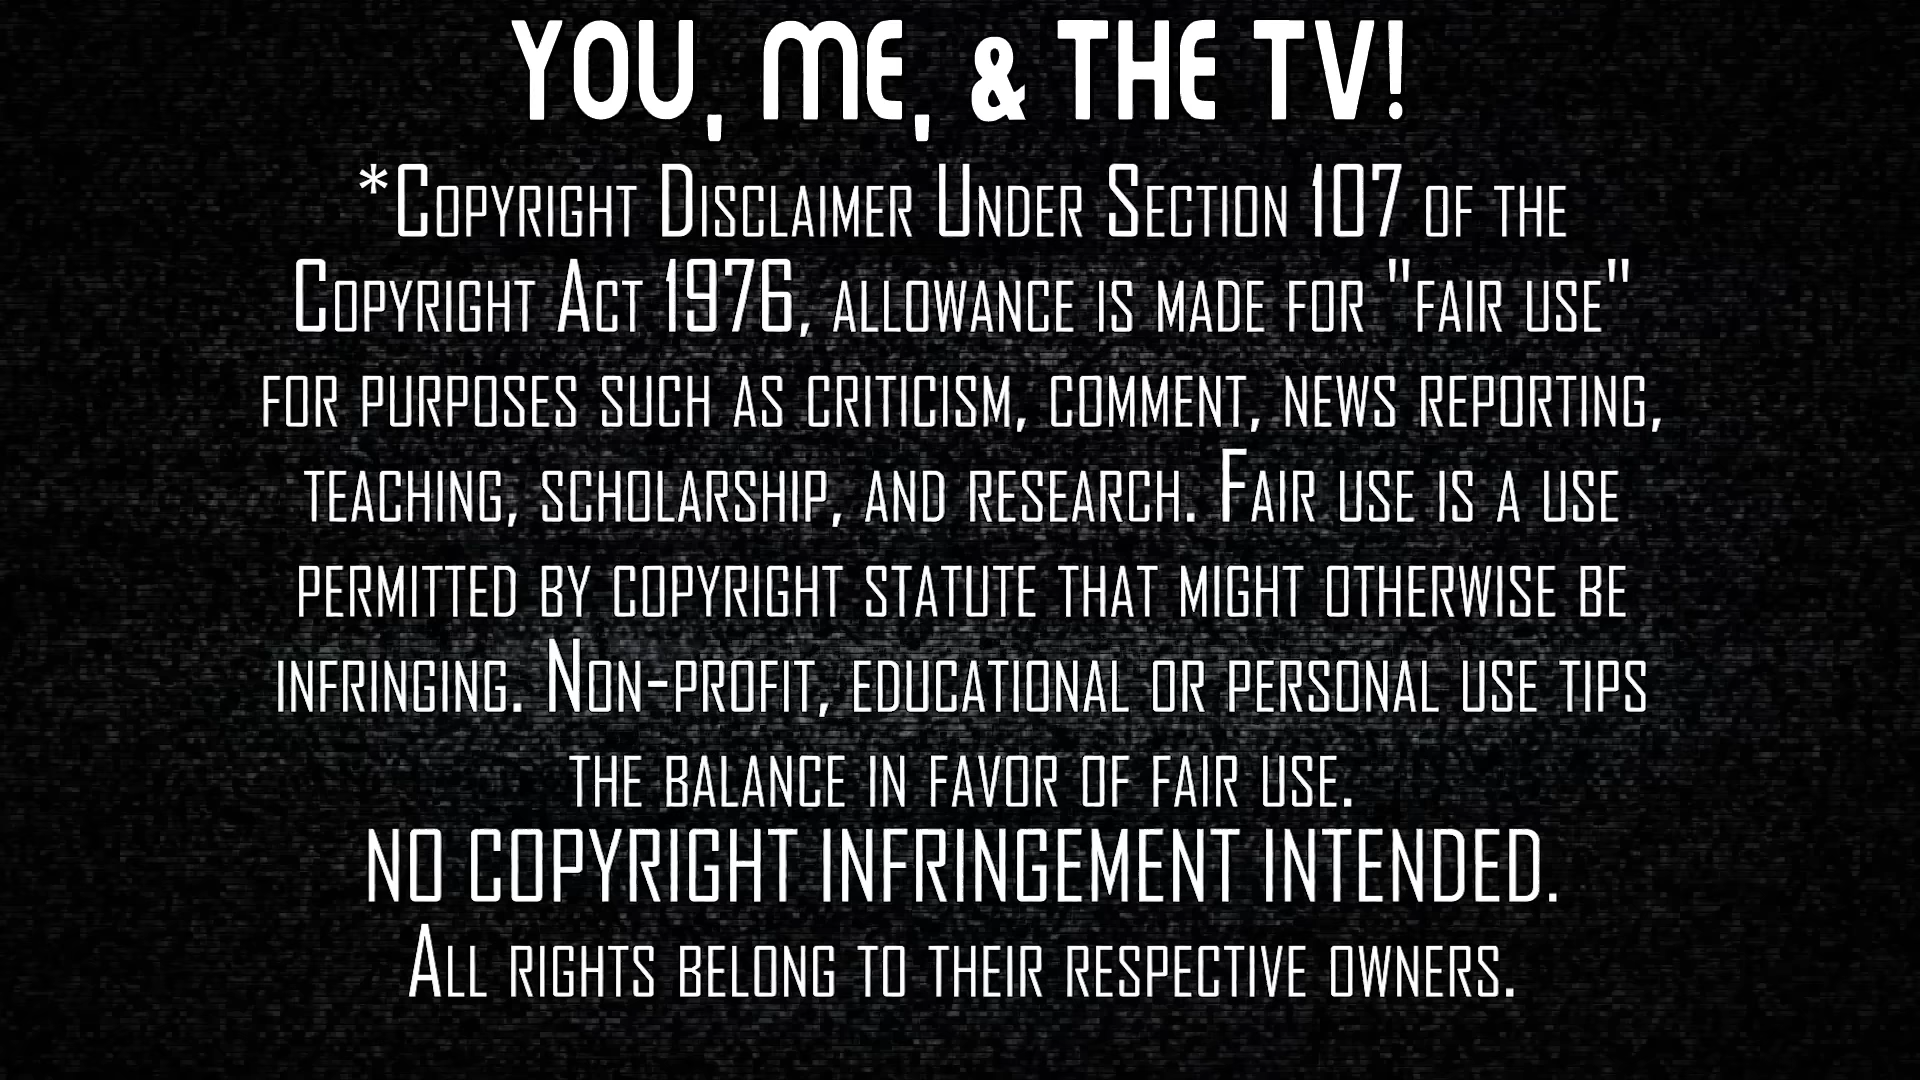 YOU, ME, & THE TV!
*Copyright Disclaimer Under Section 107 of the
Copyright Act 1976, allowance is made for "fair use"
for purposes such as criticism, comment, news reporting,
teaching, scholarship, and research. Fair use is a use
permitted by copyright statute that might otherwise be
infringing. Non-profit, educational or personal use tips
the balance in favor of fair use.
NO COPYRIGHT INFRINGEMENT INTENDED.
All rights belong to their respective owners.